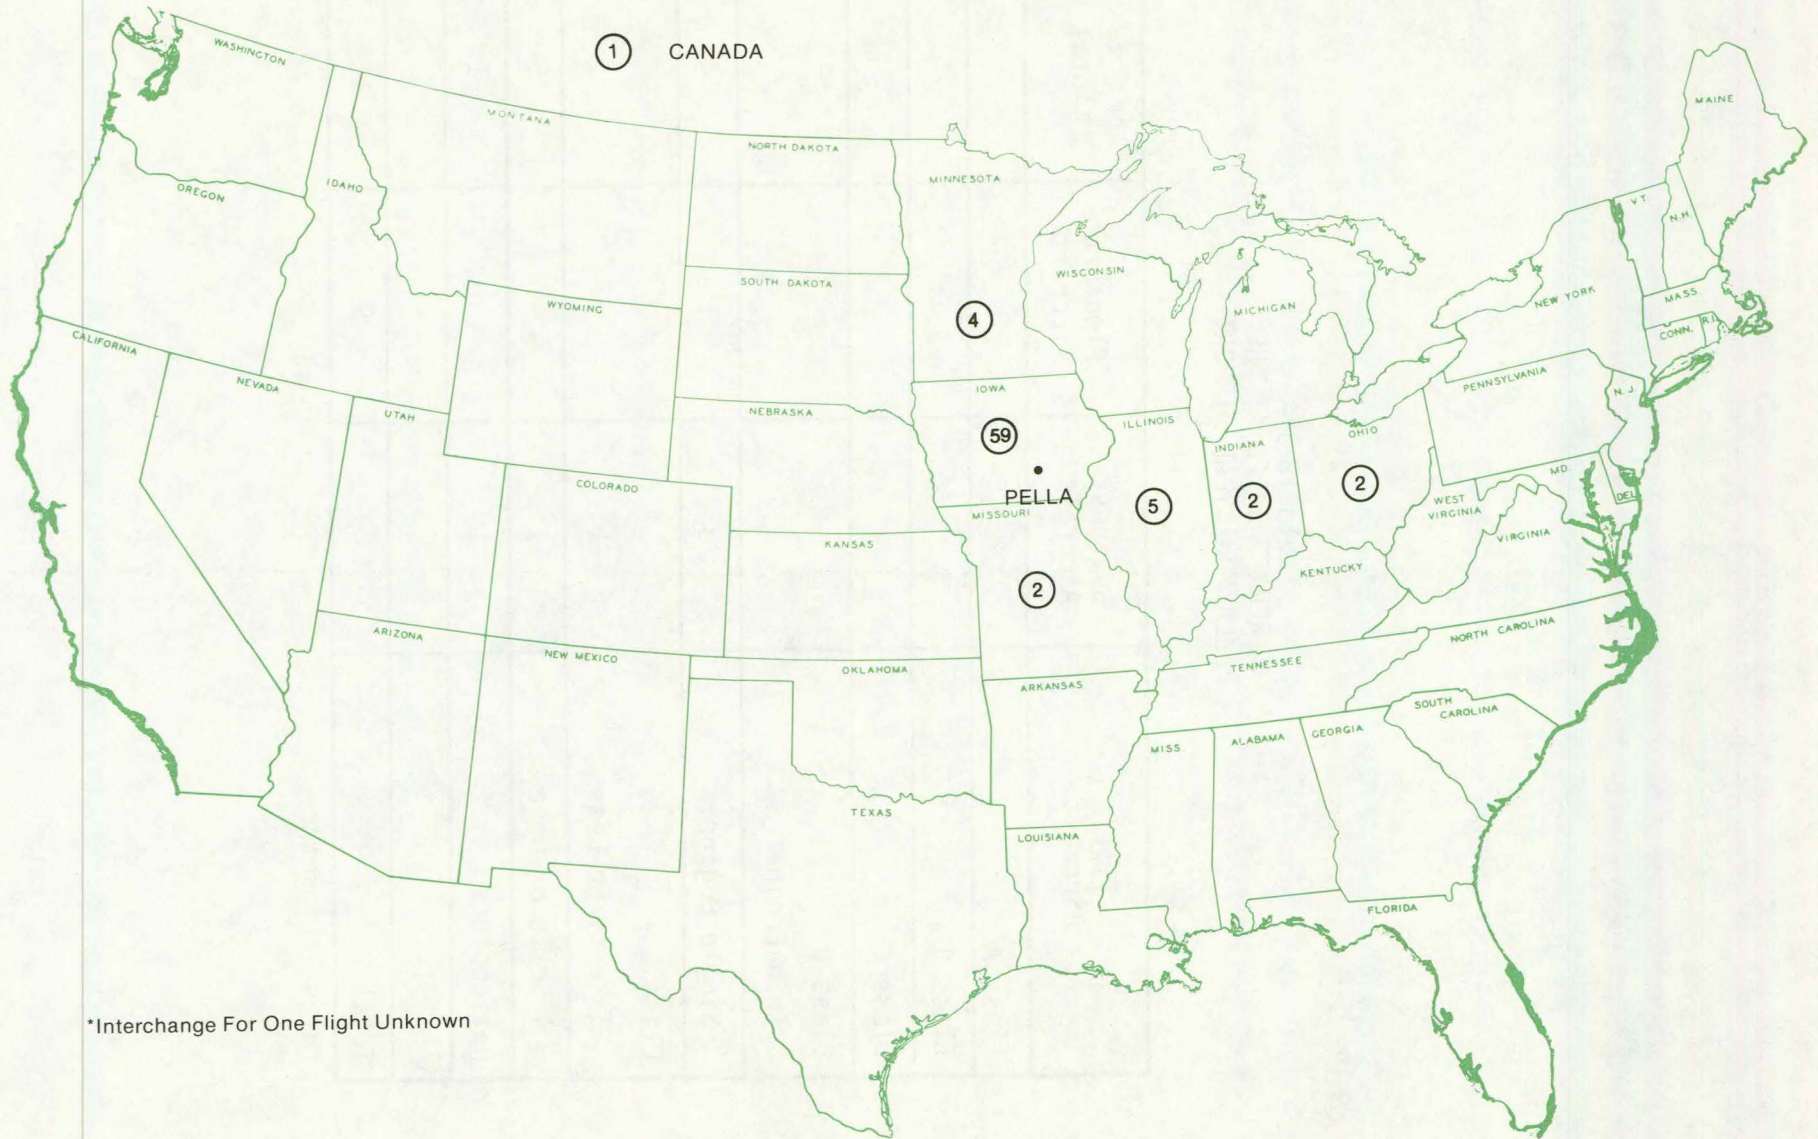 1 CANADA
WASHINGTON
MONTANA
NORTH DAKOTA
MINNESOTA
MAINE
OREGON
IDAHO
VT.
N.H.
WISCONSIN
SOUTH DAKOTA
WYOMING
MICHIGAN
NEW YORK
MASS.
4
CONN.
R.I.
CALIFORNIA
NEVADA
UTAH
IOWA
NEBRASKA
PENNSYLVANIA
N.J.
ILLINOIS
INDIANA
OHIO
59
MD.
PELLA
COLORADO
5
2
2
WEST
VIRGINIA
DEL.
MISSOURI
VIRGINIA
KANSAS
KENTUCKY
2
ARIZONA
NEW MEXICO
OKLAHOMA
NORTH CAROLINA
TENNESSEE
ARKANSAS
SOUTH
CAROLINA
MISS
ALABAMA
GEORGIA
TEXAS
LOUISIANA
FLORIDA
*Interchange For One Flight Unknown